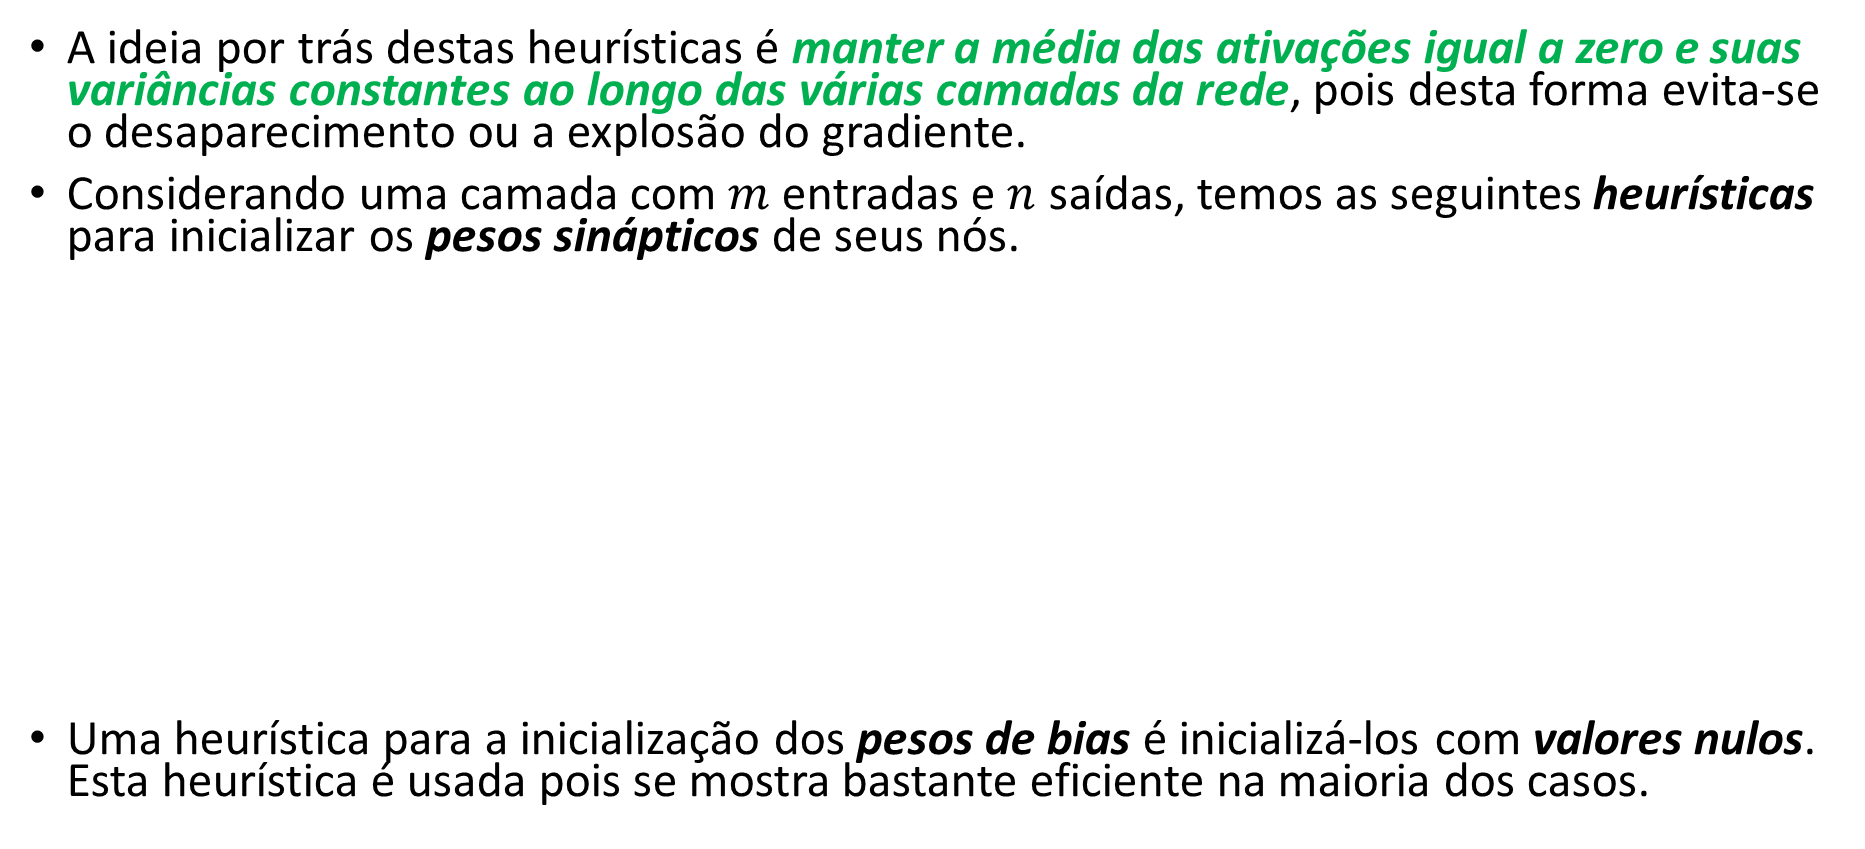 • A ideia por trás destas heurísticas é manter a média das ativações igual a zero e suas
variâncias constantes ao longo das várias camadas da rede, pois desta forma evita-se
o desaparecimento ou a explosão do gradiente.
• Considerando uma camada com m entradas e n saídas, temos as seguintes heurísticas
para inicializar os pesos sinápticos de seus nós.
• Uma heurística para a inicialização dos pesos de bias é inicializá-los com valores nulos.
Esta heurística é usada pois se mostra bastante eficiente na maioria dos casos.